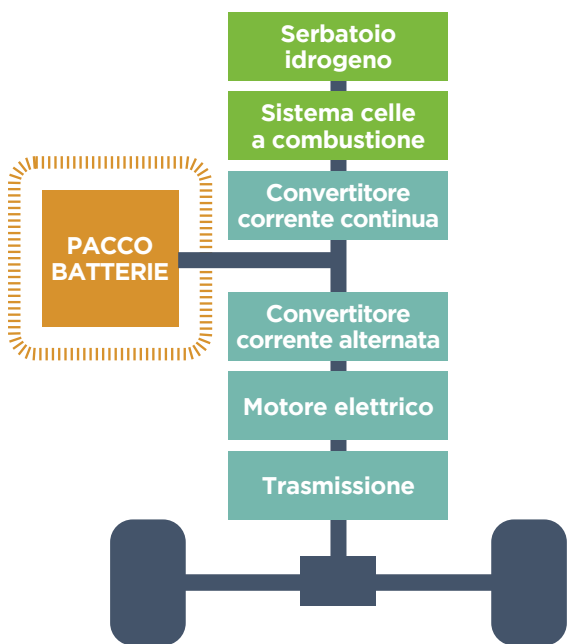 Serbatoio
idrogeno
Sistema celle
a combustione
Convertitore
corrente continua
PACCO
BATTERIE
Convertitore
corrente alternata
Motore elettrico
Trasmissione